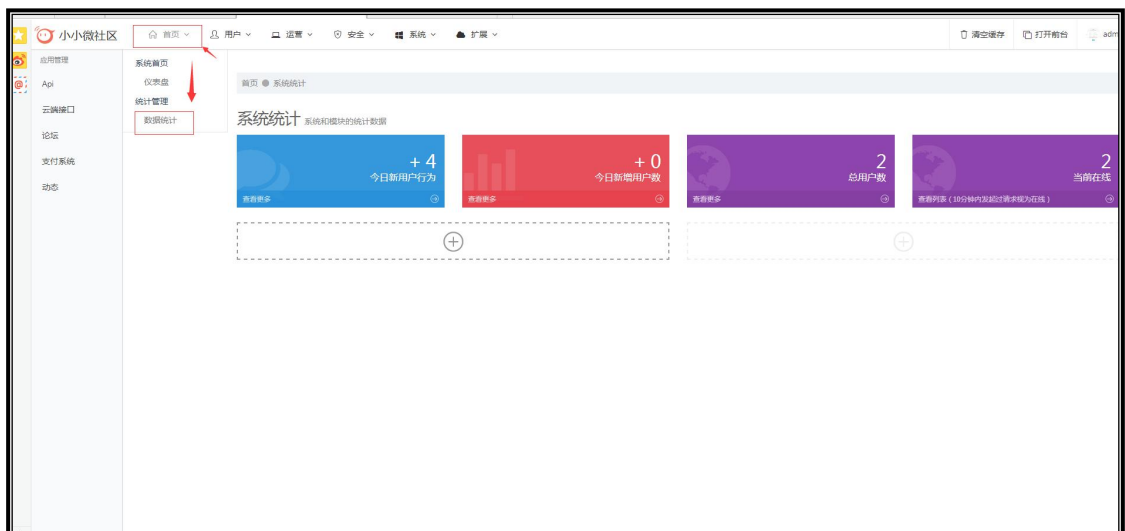 小小微社区
首页
用户
运营
安全
系统
扩展
清空缓存
打开前台
adm
应用管理
Api
云端接口
论坛
支付系统
动态
系统首页
仪表盘
统计管理
数据统计
首页 系统统计
系统统计 系统和模块的统计数据
+ 4
今日新用户行为
查看更多
+ 0
今日新增用户数
查看更多
2
总用户数
查看更多
2
当前在线
查看列表(10分钟内发起过请求视为在线)